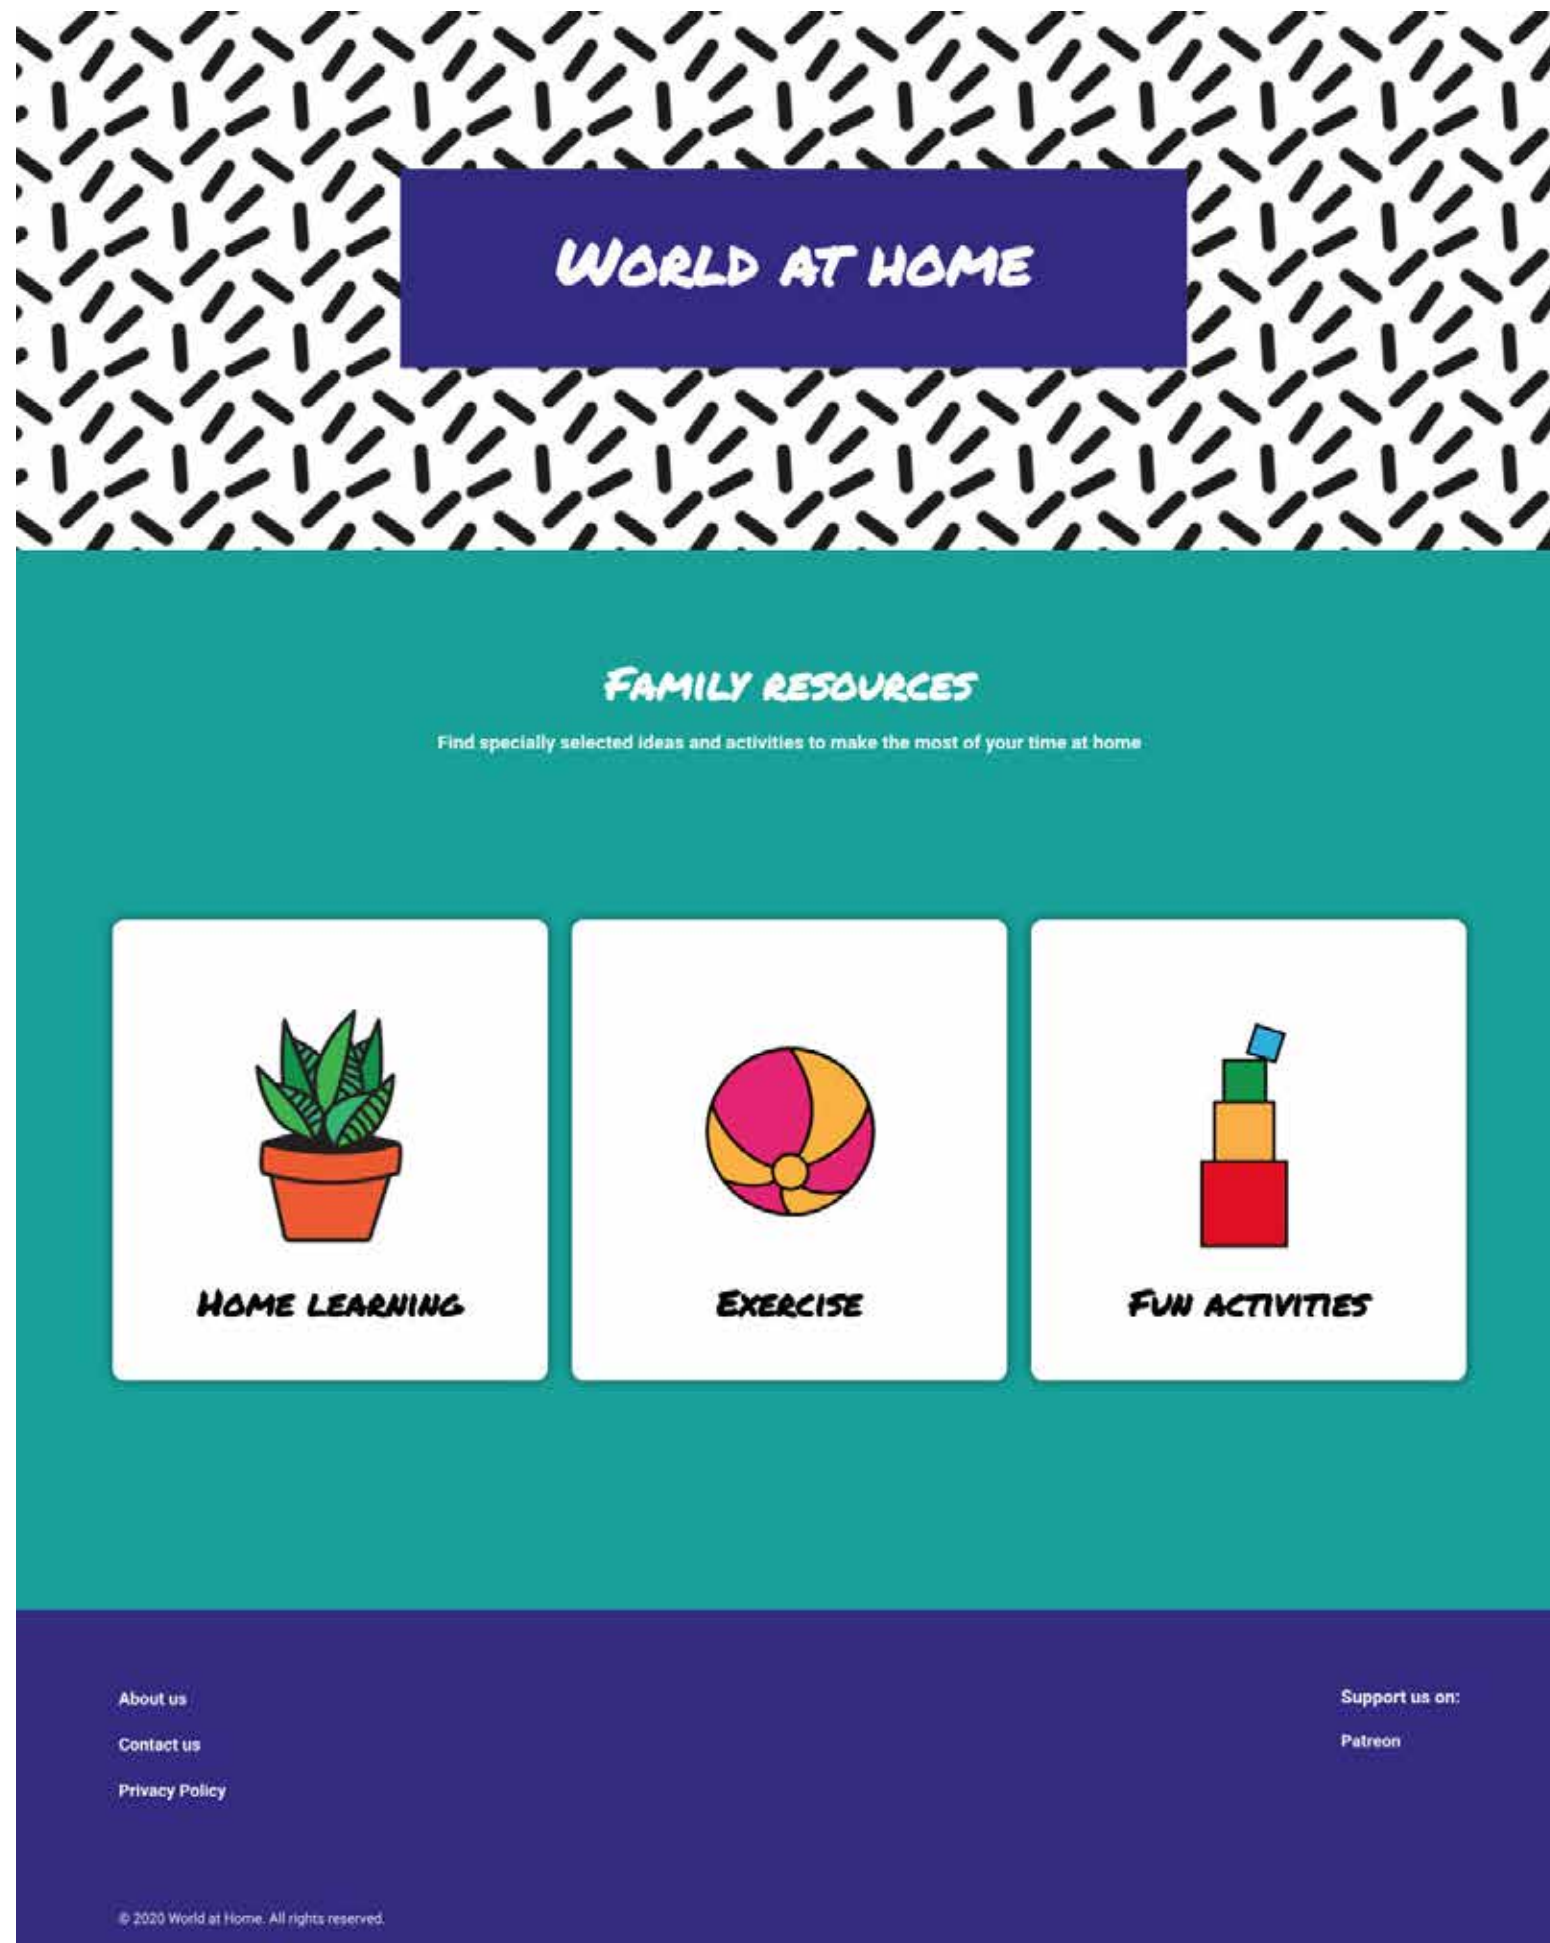 World at home
Family resources
Find specially selected ideas and activities to make the most of your time at home
Home learning
Exercise
Fun activities
About us
Contact us
Privacy Policy
Support us on:
Patreon
© 2020 World at Home. All rights reserved.